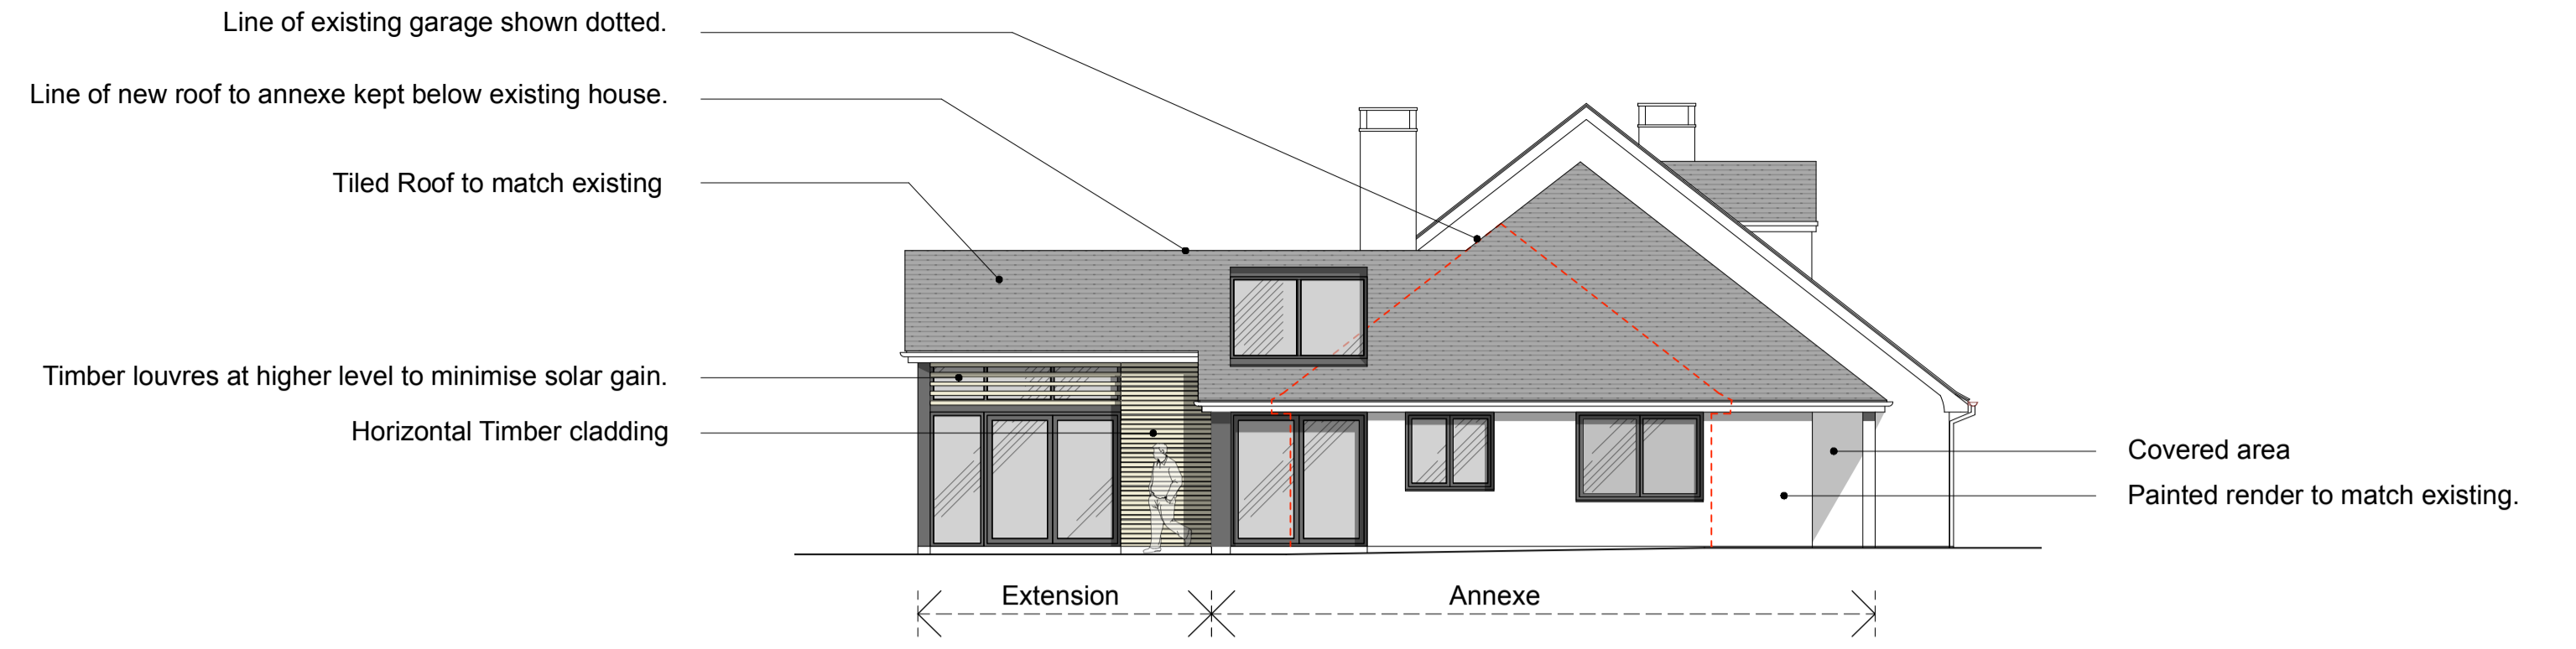 Line of existing garage shown dotted.
Line of new roof to annexe kept below existing house.
Tiled Roof to match existing
Timber louvres at higher level to minimise solar gain.
Horizontal Timber cladding
Covered area
Painted render to match existing.
Extension
Annexe